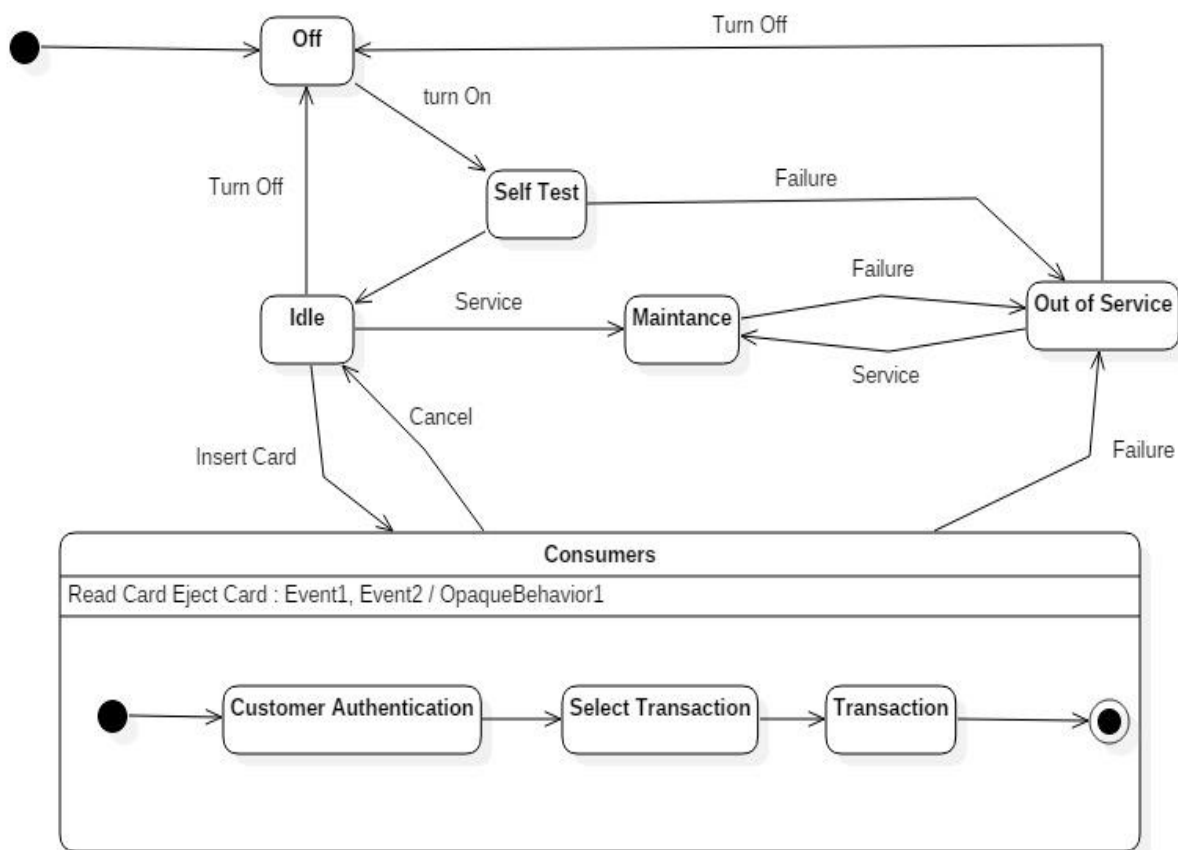 Off
Turn Off
turn On
Turn Off
Self Test
Failure
Failure
Idle
Service
Maintance
Out of Service
Service
Cancel
Insert Card
Failure
Consumers
Read Card Eject Card : Event1, Event2 / OpaqueBehavior1
Customer Authentication
Select Transaction
Transaction